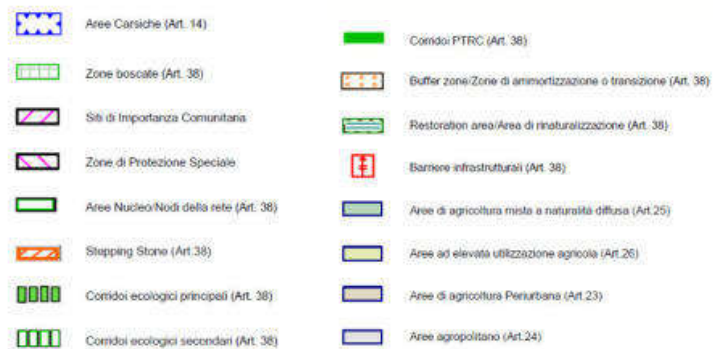 Aree Carsiche (Art. 14)
Zone boscate (Art. 38)
Siti di Importanza Comunitaria
Zone di Protezione Speciale
Aree Nucleo/Nodi della rete (Art. 38)
Stepping Stone (Art.38)
Corridoi ecologici principali (Art. 38)
Corridoi ecologici secondari (Art. 38)
Corridoi PTRC (Art. 38)
Buffer zone/Zone di ammortizzazione o transizione (Art. 38)
Restoration area/Area di rinaturalizzazione (Art. 38)
Barriere infrastrutturali (Art. 38)
Aree di agricoltura mista a naturalità diffusa (Art.25)
Aree ad elevata utilizzazione agricola (Art.26)
Aree di agricoltura Periurbana (Art.23)
Aree agropolitano (Art.24)